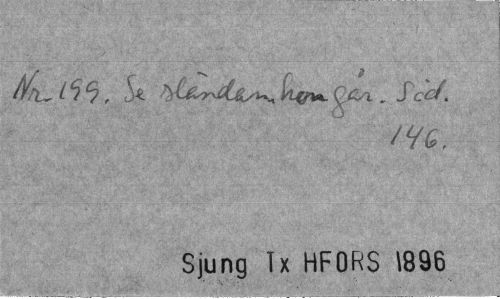 Nr. 199. Se sländan hon går. Sid.
146.
Sjung Tx HFORS 1896